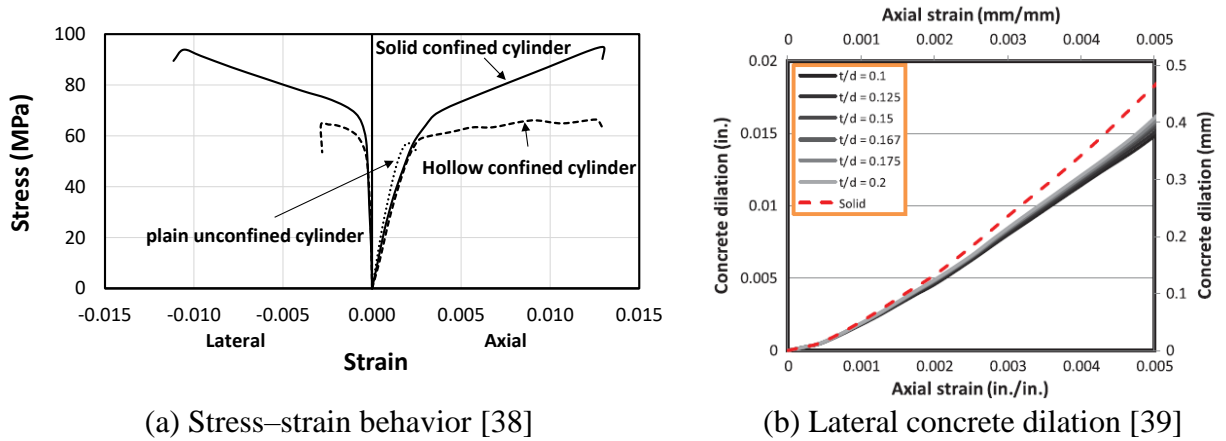 100
80
60
40
20
0
Stress (MPa)
Solid confined cylinder
Hollow confined cylinder
plain unconfined cylinder
-0.015 -0.010 -0.005 0.000 0.005 0.010 0.015
Lateral Axial
Strain
(a) Stress–strain behavior [38]
Axial strain (mm/mm)
0 0.001 0.002 0.003 0.004 0.005
0.02
0.015
0.01
0.005
0
Concrete dilation (in.)
t/d = 0.1
t/d = 0.125
t/d = 0.15
t/d = 0.167
t/d = 0.175
t/d = 0.2
Solid
0.5
0.4
0.3
0.2
0.1
0
Concrete dilation (mm)
0 0.001 0.002 0.003 0.004 0.005
Axial strain (in./in.)
(b) Lateral concrete dilation [39]